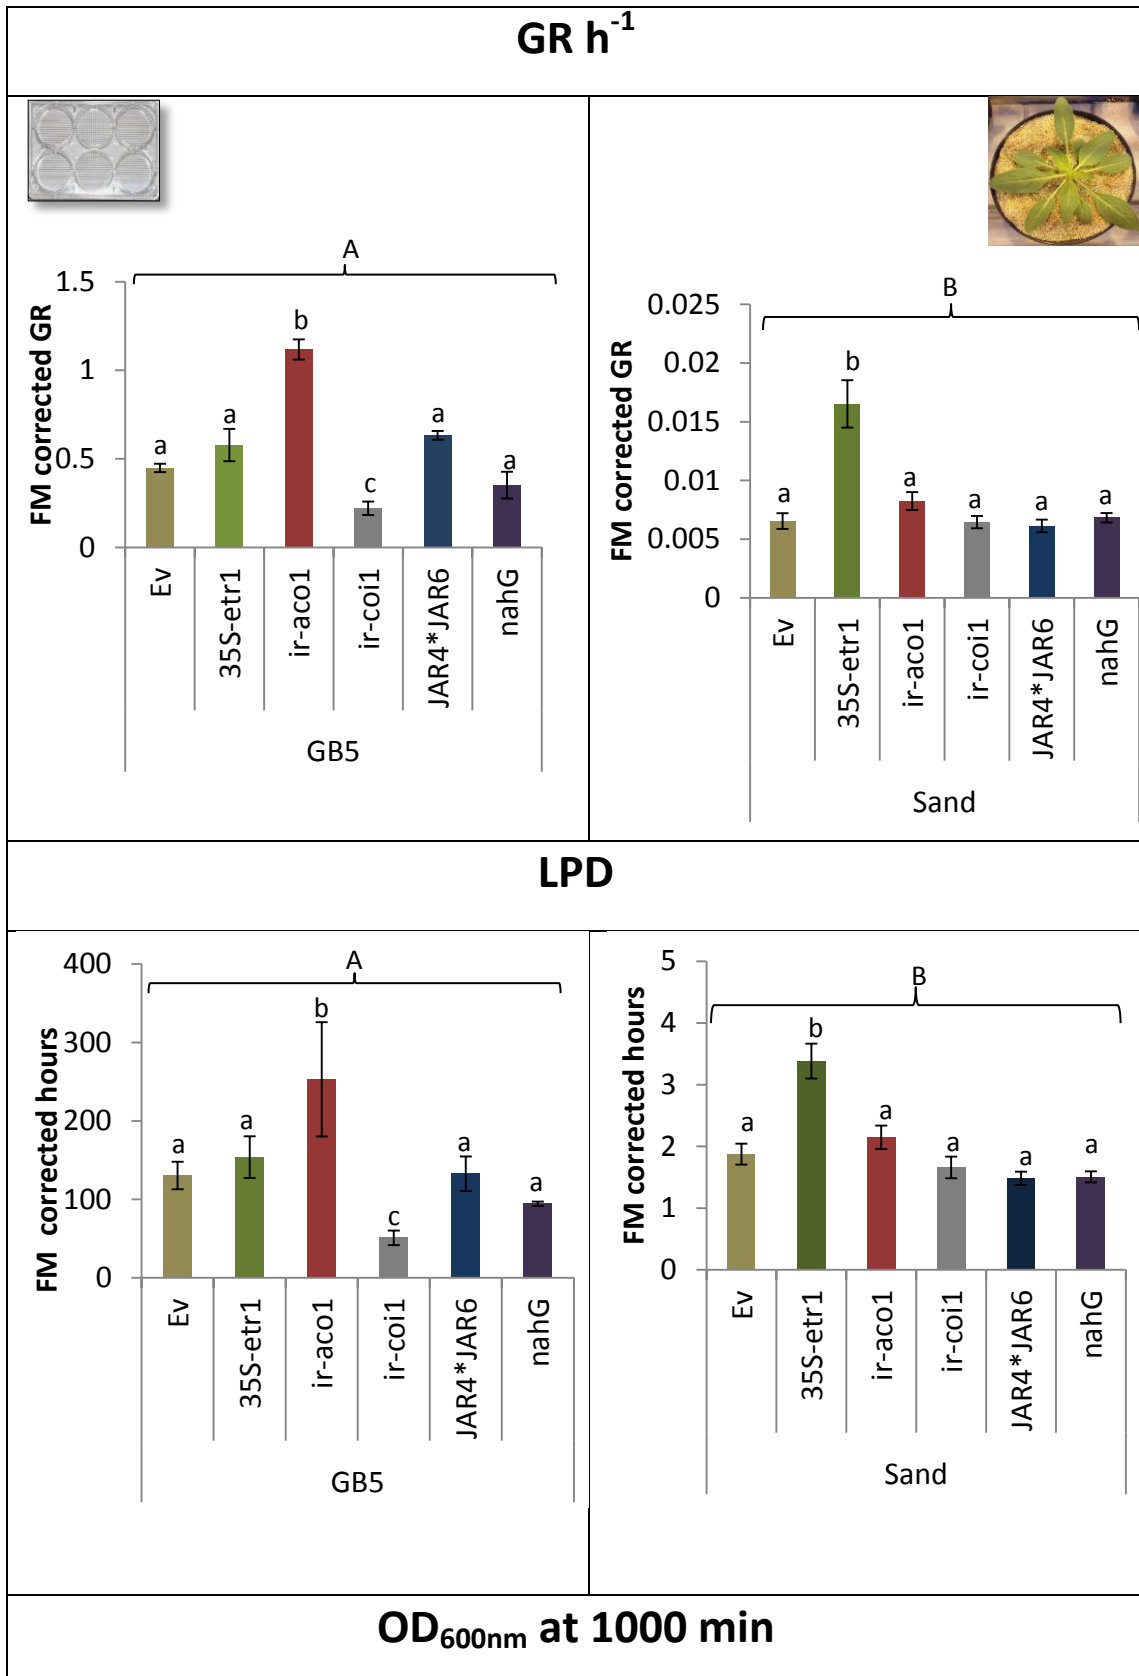 GR h⁻¹
A
FM corrected GR
1.5
1
0.5
0
a
a
b
c
a
a
Ev
35S-etr1
ir-aco1
ir-coi1
JAR4*JAR6
nahG
GB5
B
FM corrected GR
0.025
0.02
0.015
0.01
0.005
0
a
b
a
a
a
a
Ev
35S-etr1
ir-aco1
ir-coi1
JAR4*JAR6
nahG
Sand
LPD
A
FM corrected hours
400
300
200
100
0
a
a
b
c
a
a
Ev
35S-etr1
ir-aco1
ir-coi1
JAR4*JAR6
nahG
GB5
B
FM corrected hours
5
4
3
2
1
0
a
b
a
a
a
a
Ev
35S-etr1
ir-aco1
ir-coi1
JAR4*JAR6
nahG
Sand
OD600nm at 1000 min